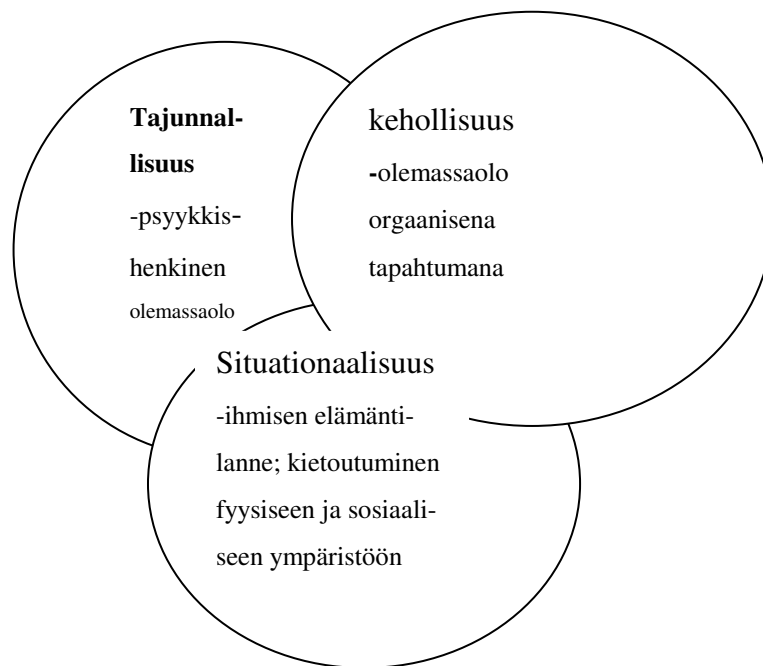 Tajunnal-
lisuus
-psyykkis-
henkinen
olemassaolo
kehollisuus
-olemassaolo
orgaanisena
tapahtumana
Situationaalisuus
-ihmisen elämänti-
lanne; kietoutuminen
fyysiseen ja sosiaali-
seen ympäristöön